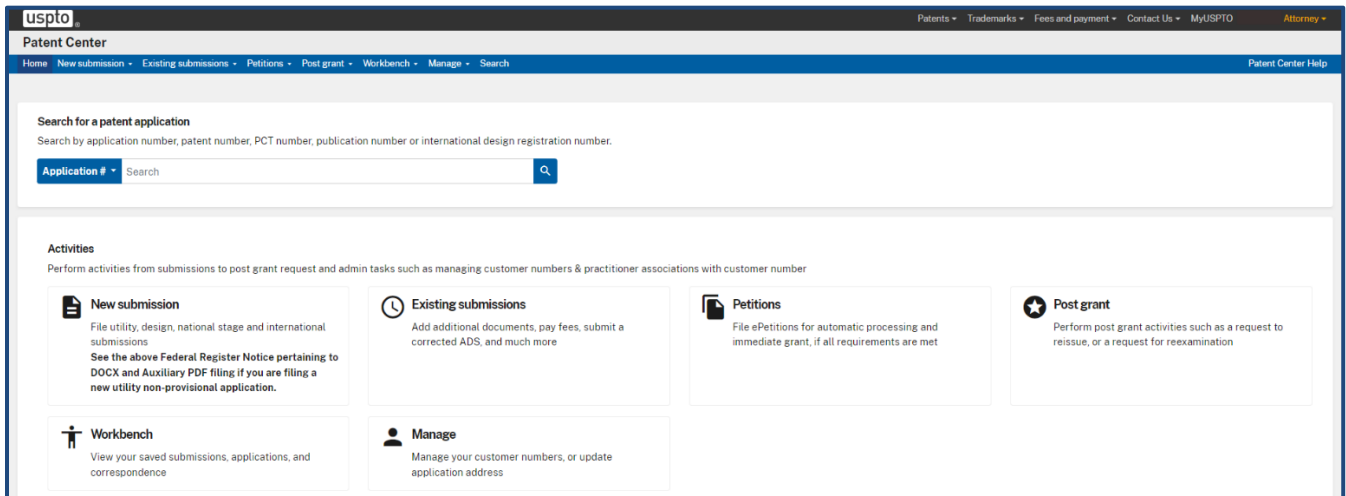 uspto ®
Patents Trademarks Fees and payment Contact Us MyUSPTO Attorney
Patent Center
Home New submission Existing submissions Petitions Post grant Workbench Manage Search Patent Center Help
Search for a patent application
Search by application number, patent number, PCT number, publication number or international design registration number.
Application # Search
Activities
Perform activities from submissions to post grant request and admin tasks such as managing customer numbers & practitioner associations with customer number
New submission
File utility, design, national stage and international
submissions
See the above Federal Register Notice pertaining to
DOCX and Auxiliary PDF filing if you are filing a
new utility non-provisional application.
Existing submissions
Add additional documents, pay fees, submit a
corrected ADS, and much more
Petitions
File ePetitions for automatic processing and
immediate grant, if all requirements are met
Post grant
Perform post grant activities such as a request to
reissue, or a request for reexamination
Workbench
View your saved submissions, applications, and
correspondence
Manage
Manage your customer numbers, or update
application address